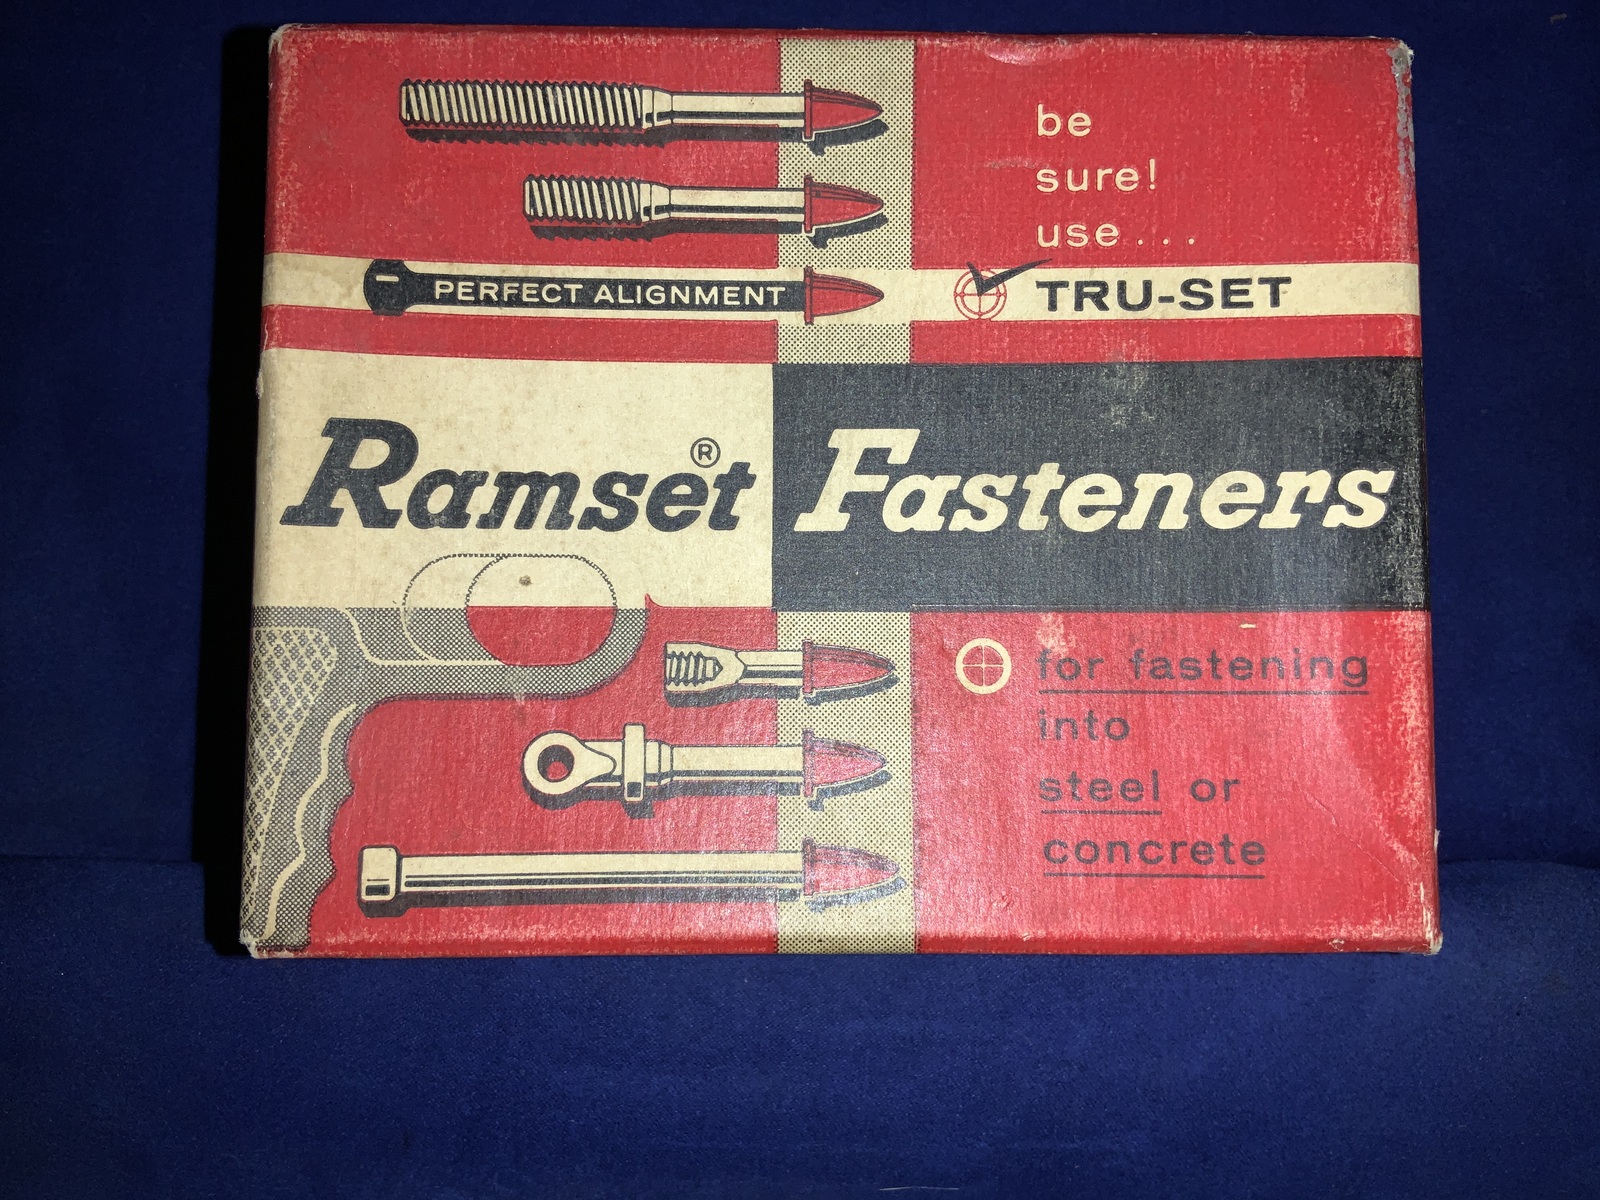 be
sure!
use...
PERFECT ALIGNMENT
TRU-SET
Ramset® Fasteners
for fastening
into
steel or
concrete